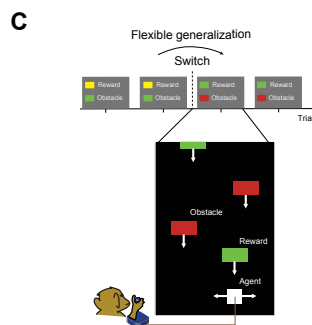 C
Flexible generalization
Switch
Reward Reward Reward Reward
Obstacle Obstacle Obstacle Obstacle
Tria
Obstacle
Reward
Agent